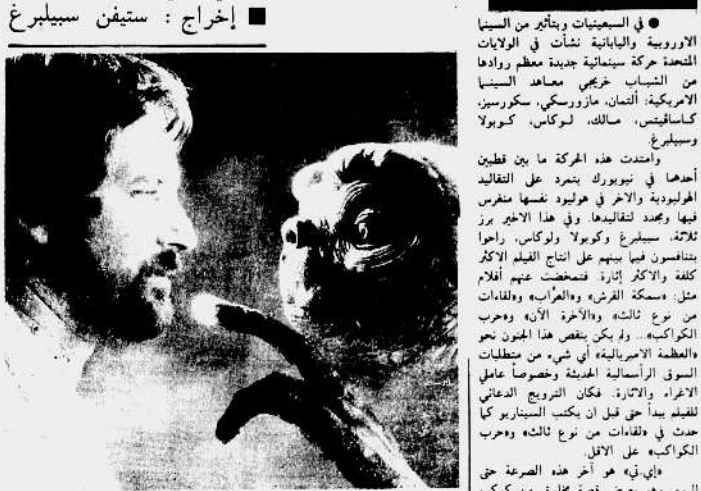 ■ إخراج : ستيفن سبيلبرغ
● في السبعينيات وبتأثير من السينما
الاوروبية واليابانية نشأت في الولايات
المتحدة حركة سينمائية جديدة معظم روادها
من الشباب خريجي معاهد السينما
الامريكية: ألتمان، مازورسكي، سكورسيز،
كاسافيتس، مالك، لوكاس، كوبولا
وسبيلبرغ.
وامتدت هذه الحركة ما بين قطبين
أحدهما في نيويورك يتمرد على التقاليد
الهوليودية والاخر في هوليود نفسها منغرس
فيها ومجدد لتقاليدها. وفي هذا الاخير برز
ثلاثة، سبيلبرغ وكوبولا ولوكاس، راحوا
يتنافسون فيما بينهم على انتاج الفيلم الاكثر
كلفة والاكثر إثارة. فتمخضت عنهم أفلام
مثل: «سمكة القرش» و«العرّاب» و«لقاءات
من نوع ثالث» و«الآخرة الآن» و«حرب
الكواكب»... ولم يكن ينقص هذا الجنون نحو
«العظمة الامبريالية» أي شيء من متطلبات
السوق الرأسمالية الحديثة وخصوصاً عاملي
الاغراء والاثارة. فكان الترويج الدعائي
للفيلم يبدأ حتى قبل ان يكتب السيناريو كما
حدث في «لقاءات من نوع ثالث» و«حرب
الكواكب» على الاقل.
«إي.تي» هو آخر هذه الصرعة حتى